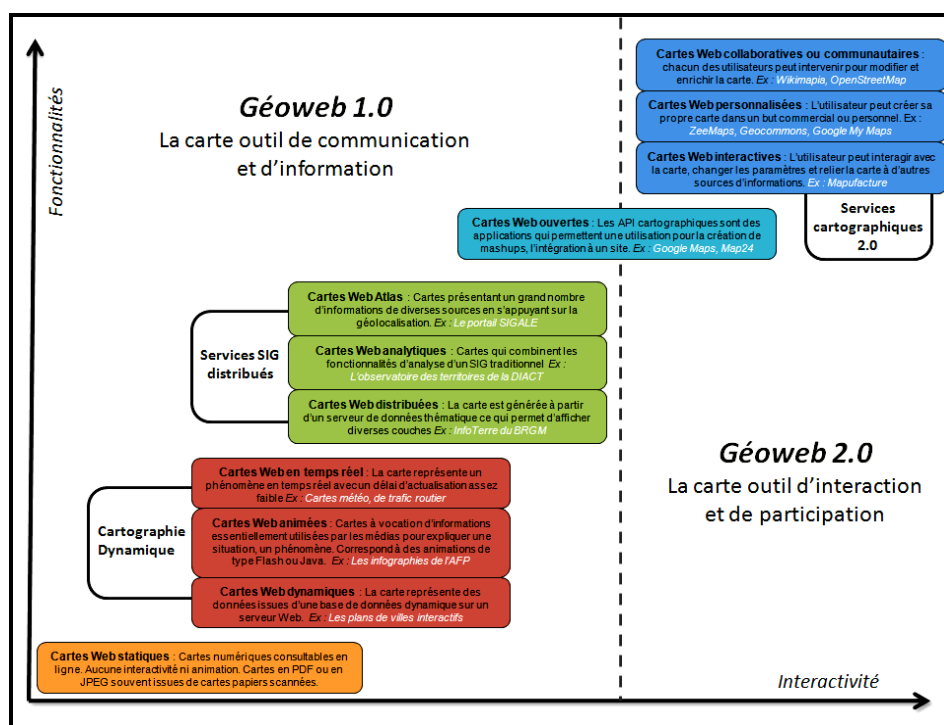 Fonctionnalités
Géoweb 1.0
La carte outil de communication
et d'information
Cartes Web collaboratives ou communautaires :
chacun des utilisateurs peut intervenir pour modifier et
enrichir la carte. Ex : Wikimapia, OpenStreetMap
Cartes Web personnalisées : L'utilisateur peut créer sa
propre carte dans un but commercial ou personnel. Ex :
ZeeMaps, Geocommons, Google My Maps
Cartes Web interactives : L'utilisateur peut interagir avec
la carte, changer les paramètres et relier la carte à d'autres
sources d'informations. Ex : Mapufacture
Services
cartographiques
2.0
Cartes Web ouvertes : Les API cartographiques sont des
applications qui permettent une utilisation pour la création de
mashups, l'intégration à un site. Ex : Google Maps, Map24
Services SIG
distribués
Cartes Web Atlas : Cartes présentant un grand nombre
d'informations de diverses sources en s'appuyant sur la
géolocalisation. Ex : Le portail SIGALE
Cartes Web analytiques : Cartes qui combinent les
fonctionnalités d'analyse d'un SIG traditionnel Ex :
L'observatoire des territoires de la DIACT
Cartes Web distribuées : La carte est générée à partir
d'un serveur de données thématique ce qui permet d'afficher
diverses couches Ex : InfoTerre du BRGM
Géoweb 2.0
La carte outil d'interaction
et de participation
Cartographie
Dynamique
Cartes Web en temps réel : La carte représente un
phénomène en temps réel avec un délai d'actualisation assez
faible Ex : Cartes météo, de trafic routier
Cartes Web animées : Cartes à vocation d'informations
essentiellement utilisées par les médias pour expliquer une
situation, un phénomène. Correspond à des animations de
type Flash ou Java. Ex : Les infographies de l'AFP
Cartes Web dynamiques : La carte représente des
données issues d'une base de données dynamique sur un
serveur Web. Ex : Les plans de villes interactifs
Cartes Web statiques : Cartes numériques consultables en
ligne. Aucune interactivité ni animation. Cartes en PDF ou en
JPEG souvent issues de cartes papiers scannées.
Interactivité